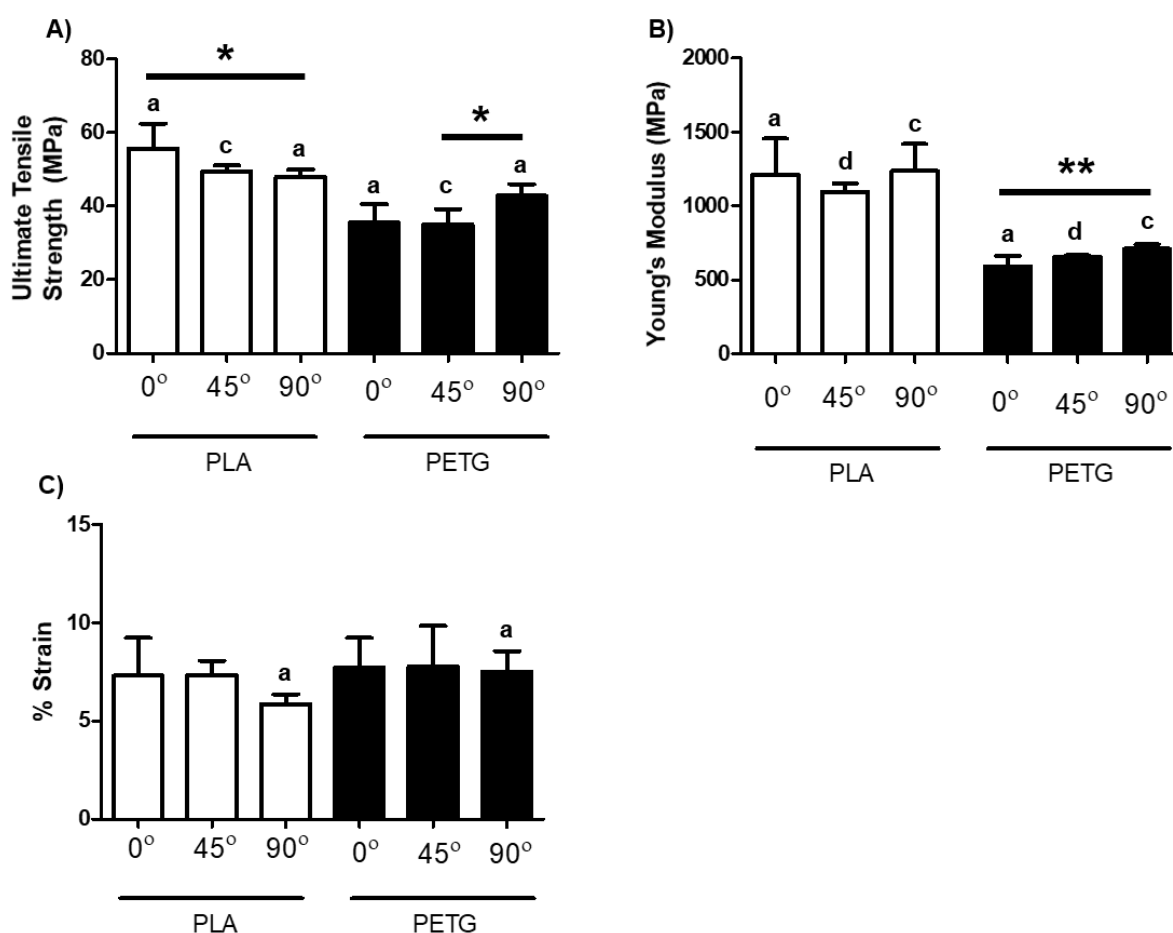 A)
Ultimate Tensile
Strength (MPa)
80
60
40
20
0
*
*
a
c
a
a
c
a
0° 45° 90° 0° 45° 90°
PLA PETG
B)
Young's Modulus (MPa)
2000
1500
1000
500
0
**
a
d
c
a
d
c
0° 45° 90° 0° 45° 90°
PLA PETG
C)
% Strain
15
10
5
0
a
a
0° 45° 90° 0° 45° 90°
PLA PETG